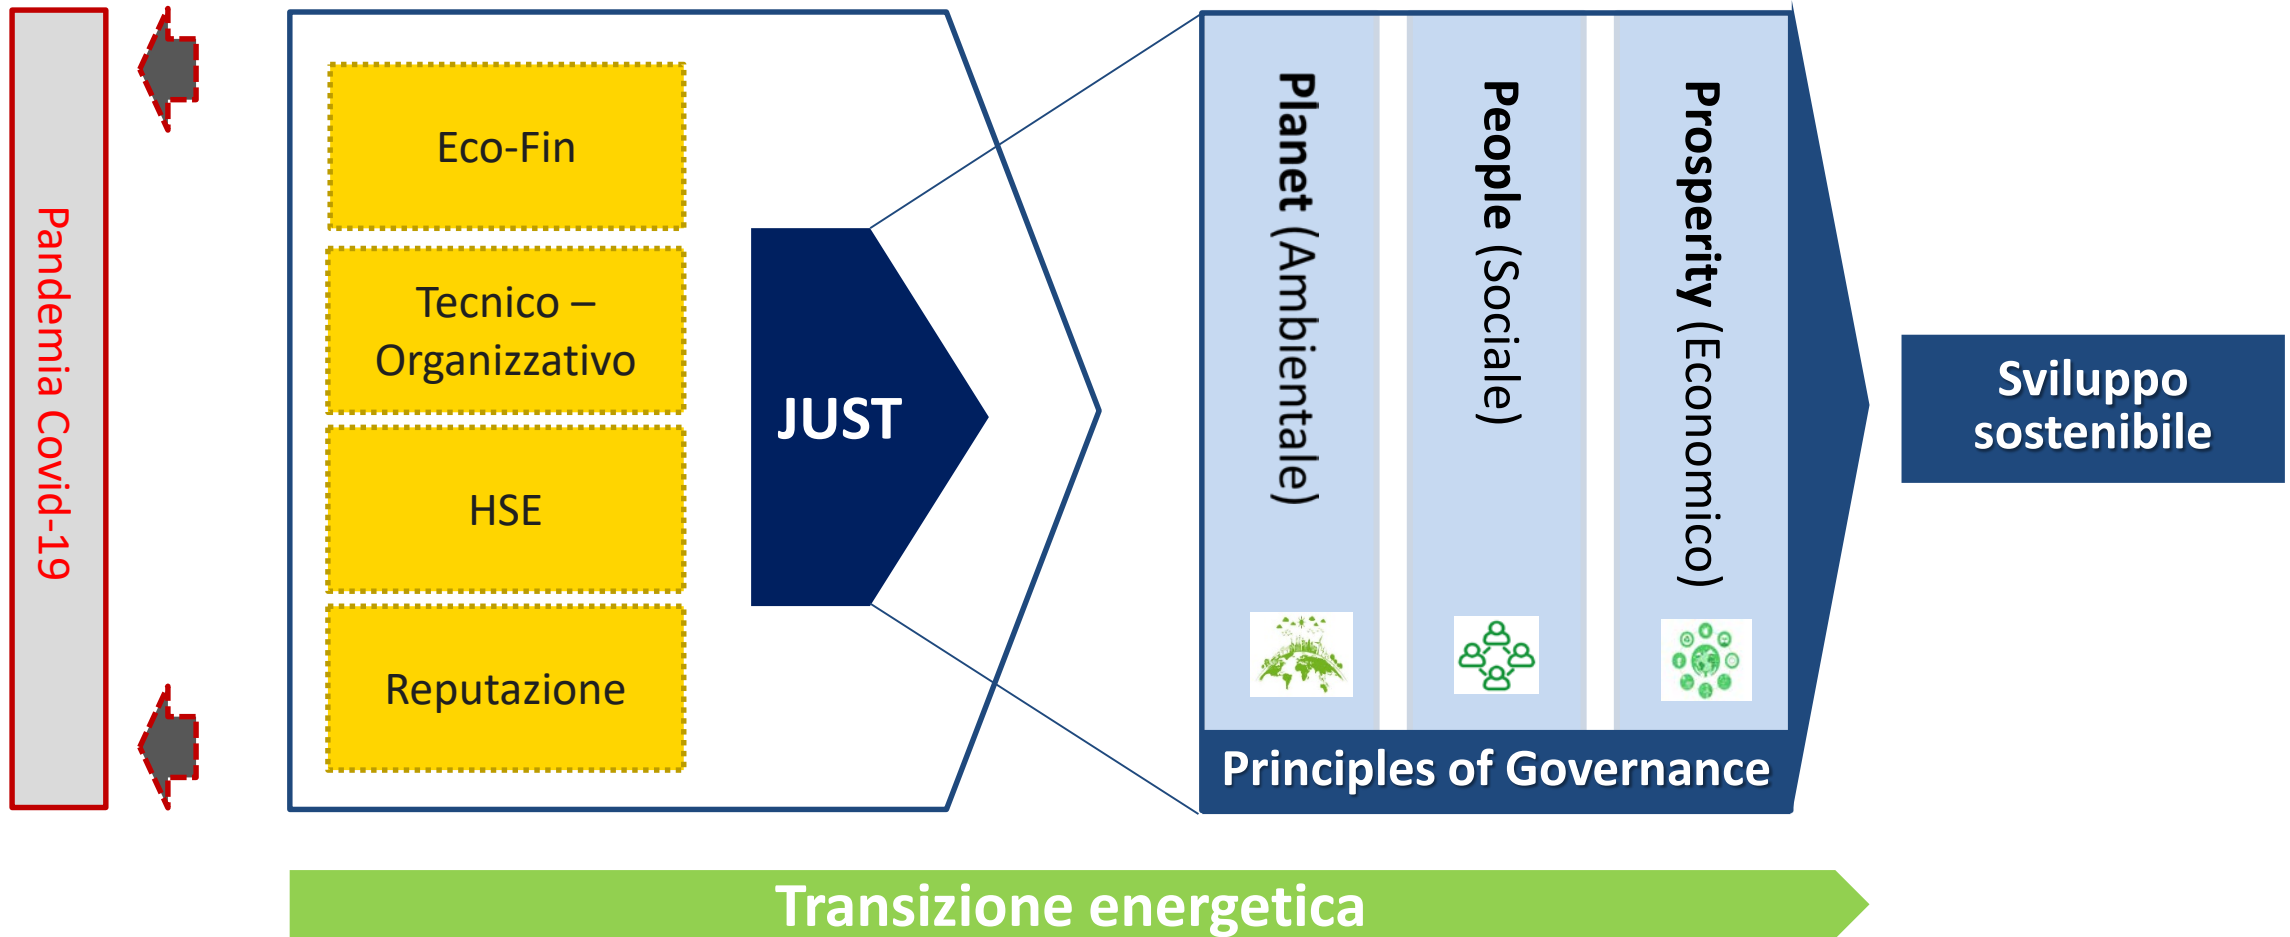 Pandemia Covid-19
Eco-Fin
Tecnico –
Organizzativo
HSE
Reputazione
JUST
Planet (Ambientale)
People (Sociale)
Prosperity (Economico)
Principles of Governance
Sviluppo
sostenibile
Transizione energetica